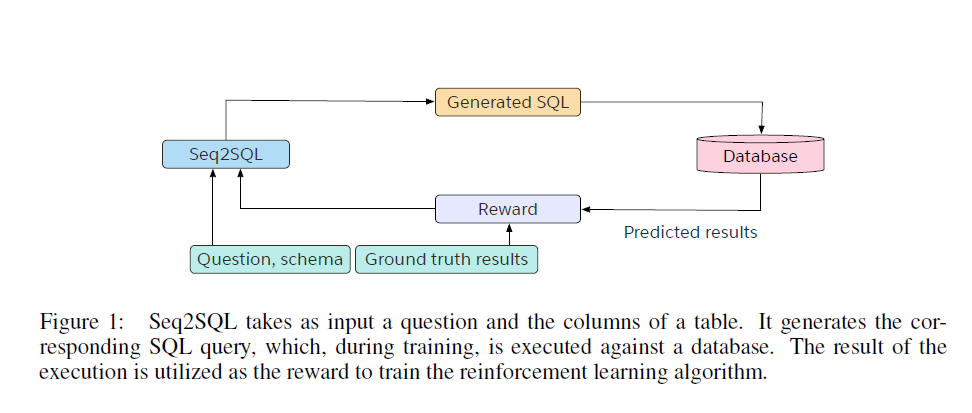 Generated SQL
Seq2SQL
Database
Reward
Predicted results
Question, schema
Ground truth results
Figure 1: Seq2SQL takes as input a question and the columns of a table. It generates the cor-
responding SQL query, which, during training, is executed against a database. The result of the
execution is utilized as the reward to train the reinforcement learning algorithm.